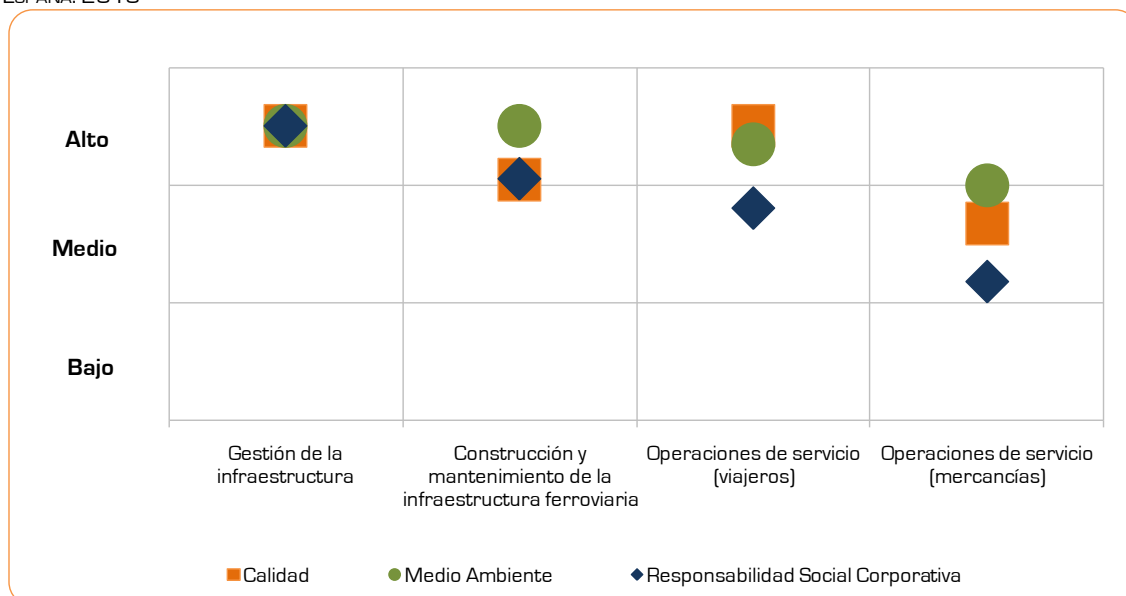 Alto
Medio
Bajo
Gestión de la
infraestructura
Construcción y
mantenimiento de la
infraestructura ferroviaria
Operaciones de servicio
(viajeros)
Operaciones de servicio
(mercancías)
Calidad
Medio Ambiente
Responsabilidad Social Corporativa